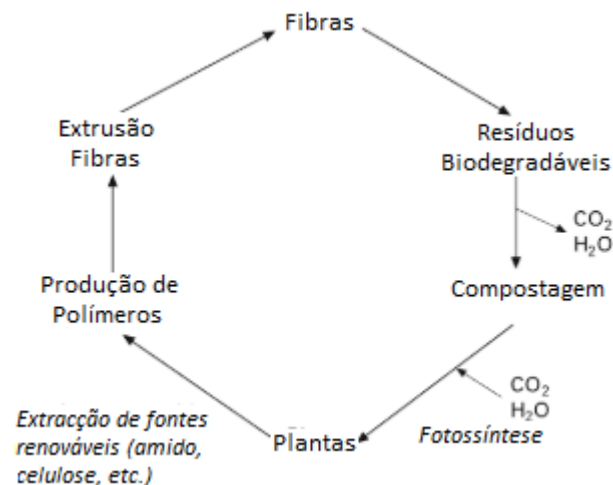 Fibras
Extrusão
Fibras
Resíduos
Biodegradáveis
CO₂
H₂O
Produção de
Polímeros
Compostagem
CO₂
H₂O
Fotossíntese
Plantas
Extracção de fontes
renováveis (amido,
celulose, etc.)